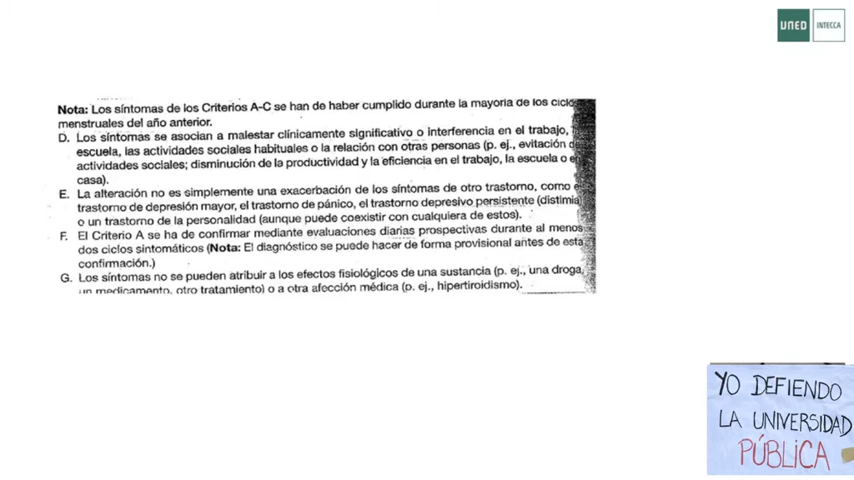 UNED
INTECCA
Nota: Los síntomas de los Criterios A-C se han de haber cumplido durante la mayoría de los ciclos
menstruales del año anterior.
D. Los síntomas se asocian a malestar clínicamente significativo o interferencia en el trabajo,
escuela, las actividades sociales habituales o la relación con otras personas (p. ej., evitación de
actividades sociales; disminución de la productividad y la eficiencia en el trabajo, la escuela o en
casa).
E. La alteración no es simplemente una exacerbación de los síntomas de otro trastorno, como e
trastorno de depresión mayor, el trastorno de pánico, el trastorno depresivo persistente (distimia)
o un trastorno de la personalidad (aunque puede coexistir con cualquiera de estos).
F. El Criterio A se ha de confirmar mediante evaluaciones diarias prospectivas durante al menos
dos ciclos sintomáticos (Nota: El diagnóstico se puede hacer de forma provisional antes de esta
confirmación.)
G. Los síntomas no se pueden atribuir a los efectos fisiológicos de una sustancia (p. ej., una droga,
un medicamento, otro tratamiento) o a otra afección médica (p. ej., hipertiroidismo).
YO DEFIENDO
LA UNIVERSIDAD
PÚBLICA